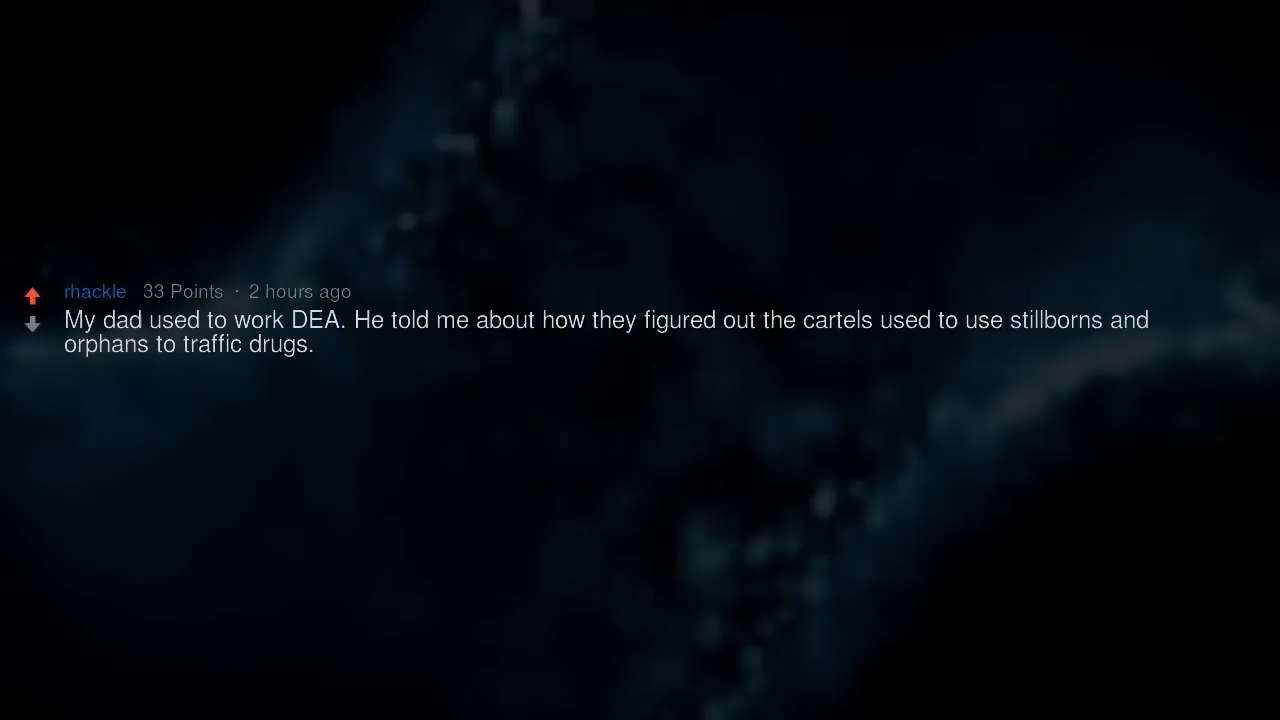 rhackle 33 Points · 2 hours ago
My dad used to work DEA. He told me about how they figured out the cartels used to use stillborns and
orphans to traffic drugs.